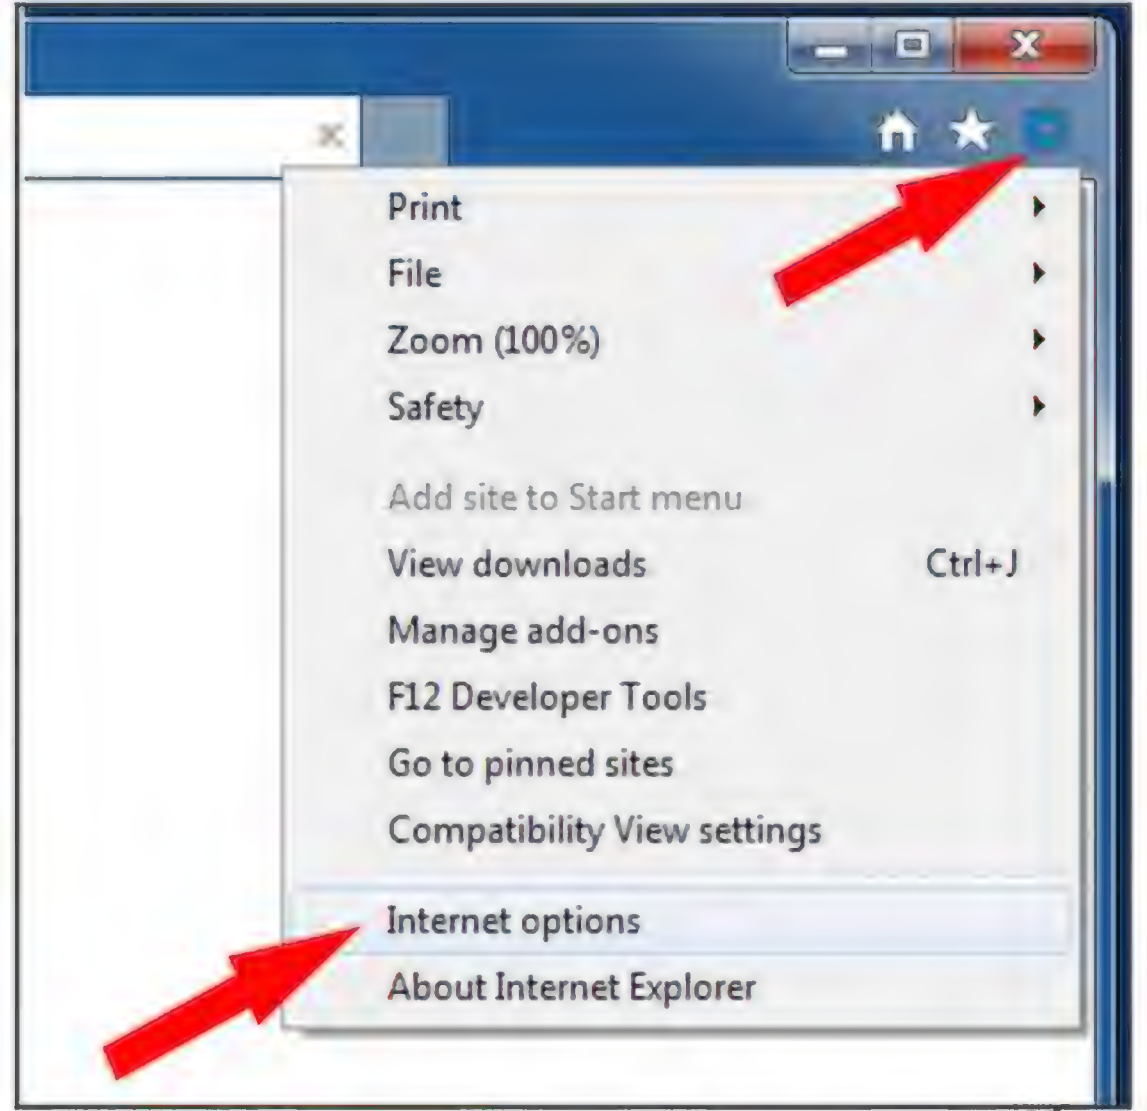 Print
File
Zoom (100%)
Safety
Add site to Start menu
View downloads Ctrl+J
Manage add-ons
F12 Developer Tools
Go to pinned sites
Compatibility View settings
Internet options
About Internet Explorer